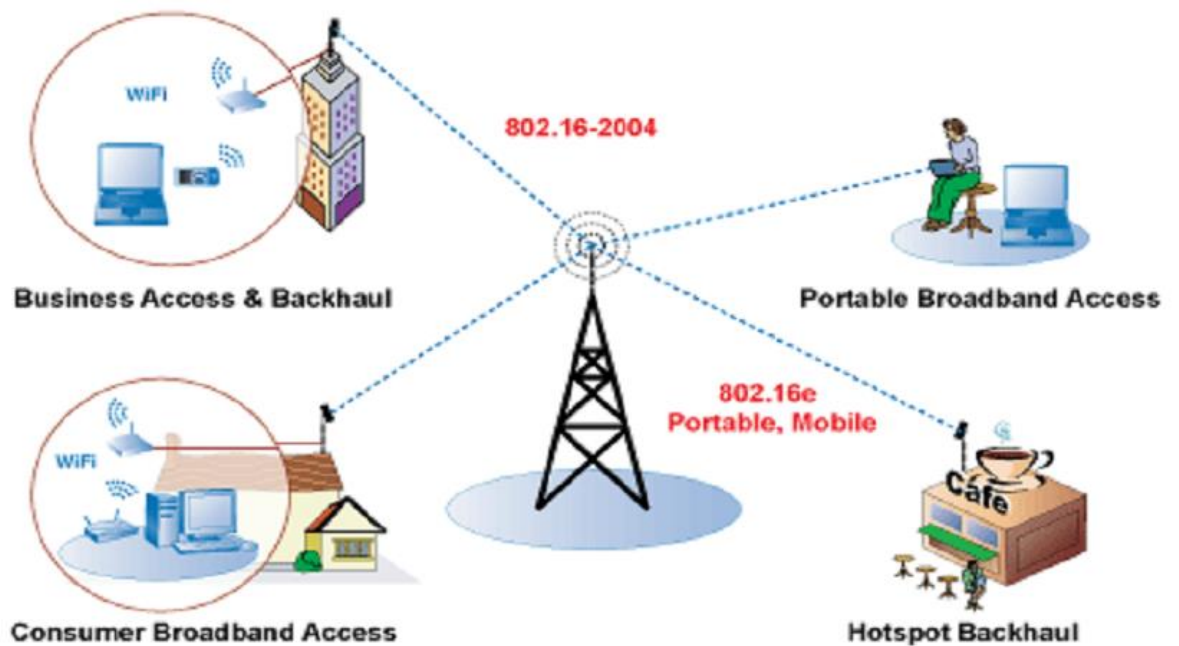 WiFi
802.16-2004
Business Access & Backhaul
Portable Broadband Access
802.16e
Portable, Mobile
WiFi
Cafe
Consumer Broadband Access
Hotspot Backhaul